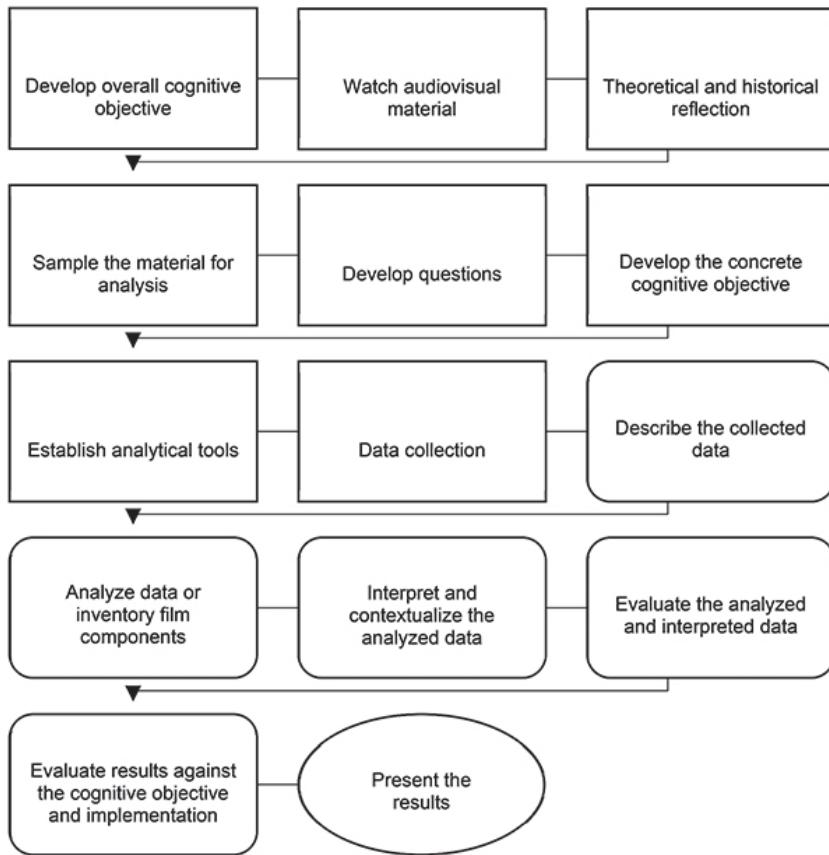 Develop overall cognitive
objective
Watch audiovisual
material
Theoretical and historical
reflection
Sample the material for
analysis
Develop questions
Develop the concrete
cognitive objective
Establish analytical tools
Data collection
Describe the collected
data
Analyze data or
inventory film
components
Interpret and
contextualize the
analyzed data
Evaluate the analyzed
and interpreted data
Evaluate results against
the cognitive objective
and implementation
Present the
results